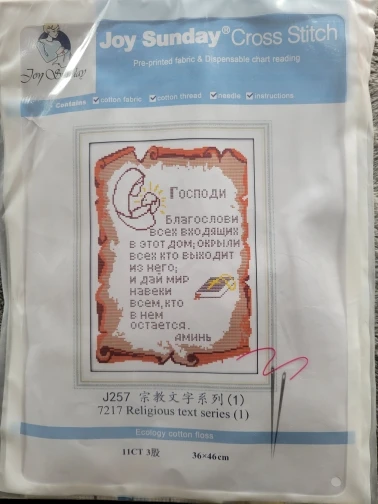 Joy Sunday® Cross Stitch
Joy Sunday
Pre-printed fabric & Dispensable chart reading
Contains cotton fabric cotton thread needle instructions
Господи
Благослови
всех входящих
в этот дом; окрыли
всех кто выходит
из него;
и дай мир
навеки
всем, кто
в нем
остается.
аминь
J257 宗教文字系列(1)
7217 Religious text series (1)
Ecology cotton floss
11CT 3股 36×46cm